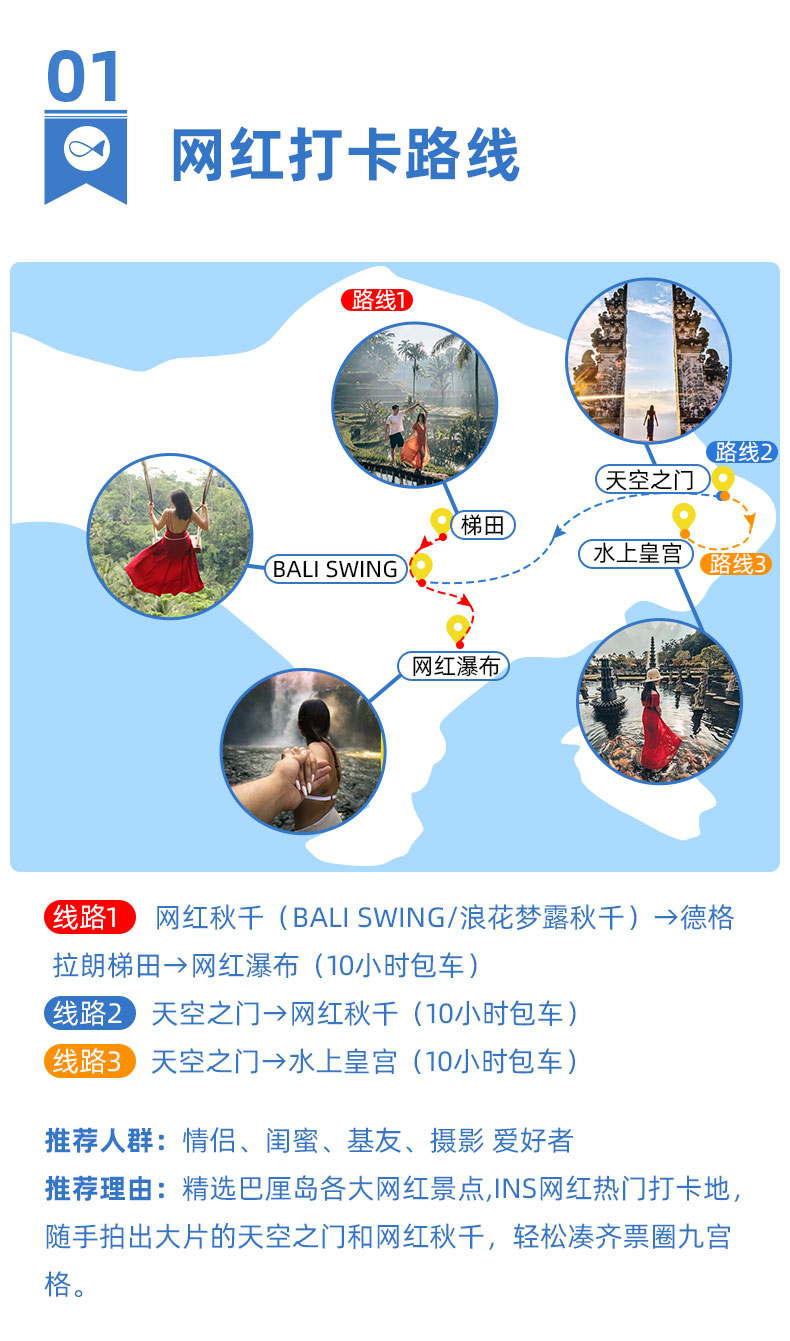 01
网红打卡路线
路线1
路线2
天空之门
梯田
水上皇宫
路线3
BALI SWING
网红瀑布
线路1 网红秋千（BALI SWING/浪花梦露秋千）→德格
拉朗梯田→网红瀑布（10小时包车）
线路2 天空之门→网红秋千（10小时包车）
线路3 天空之门→水上皇宫（10小时包车）
推荐人群：情侣、闺蜜、基友、摄影 爱好者
推荐理由：精选巴厘岛各大网红景点,INS网红热门打卡地，
随手拍出大片的天空之门和网红秋千，轻松凑齐票圈九宫
格。